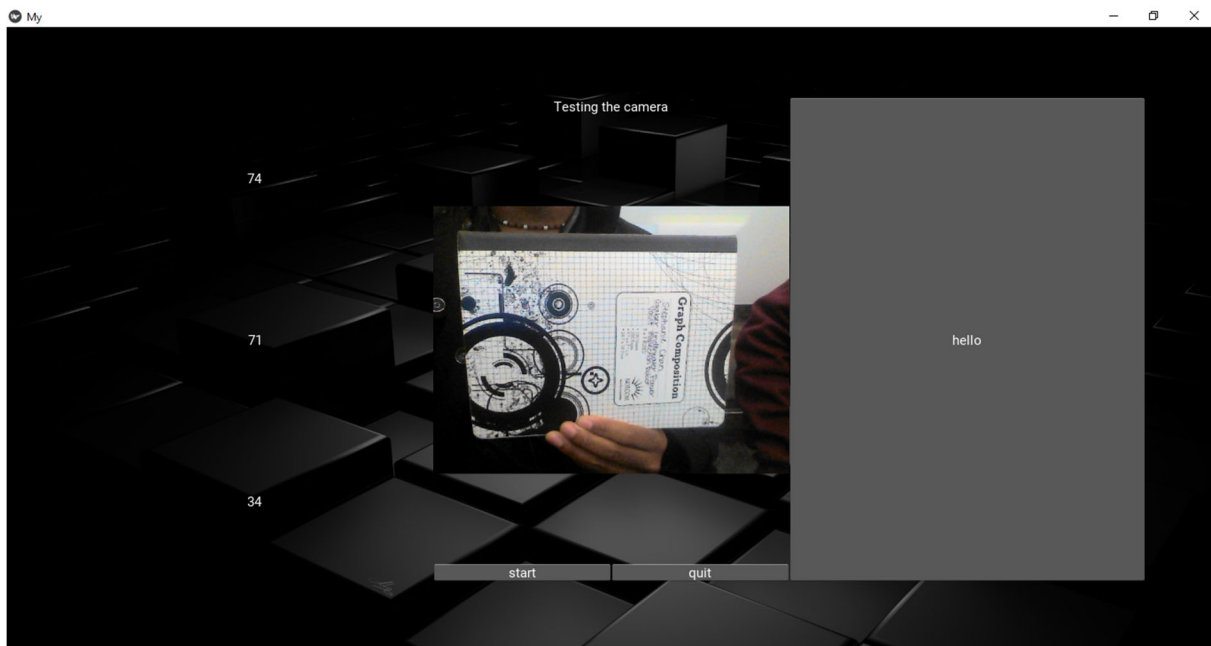 My
Testing the camera
74
71
34
Graph Composition
hello
start
quit